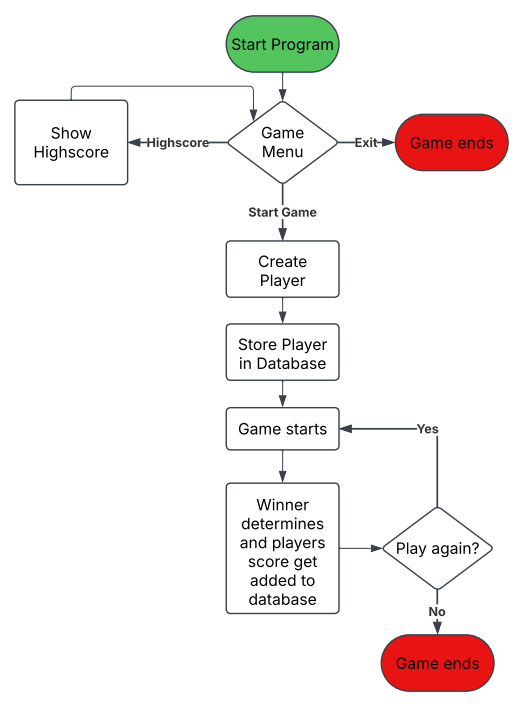 Start Program
Show
Highscore
Highscore
Game
Menu
Exit
Game ends
Start Game
Create
Player
Store Player
in Database
Game starts
Yes
Winner
determines
and players
score get
added to
database
Play again?
No
Game ends